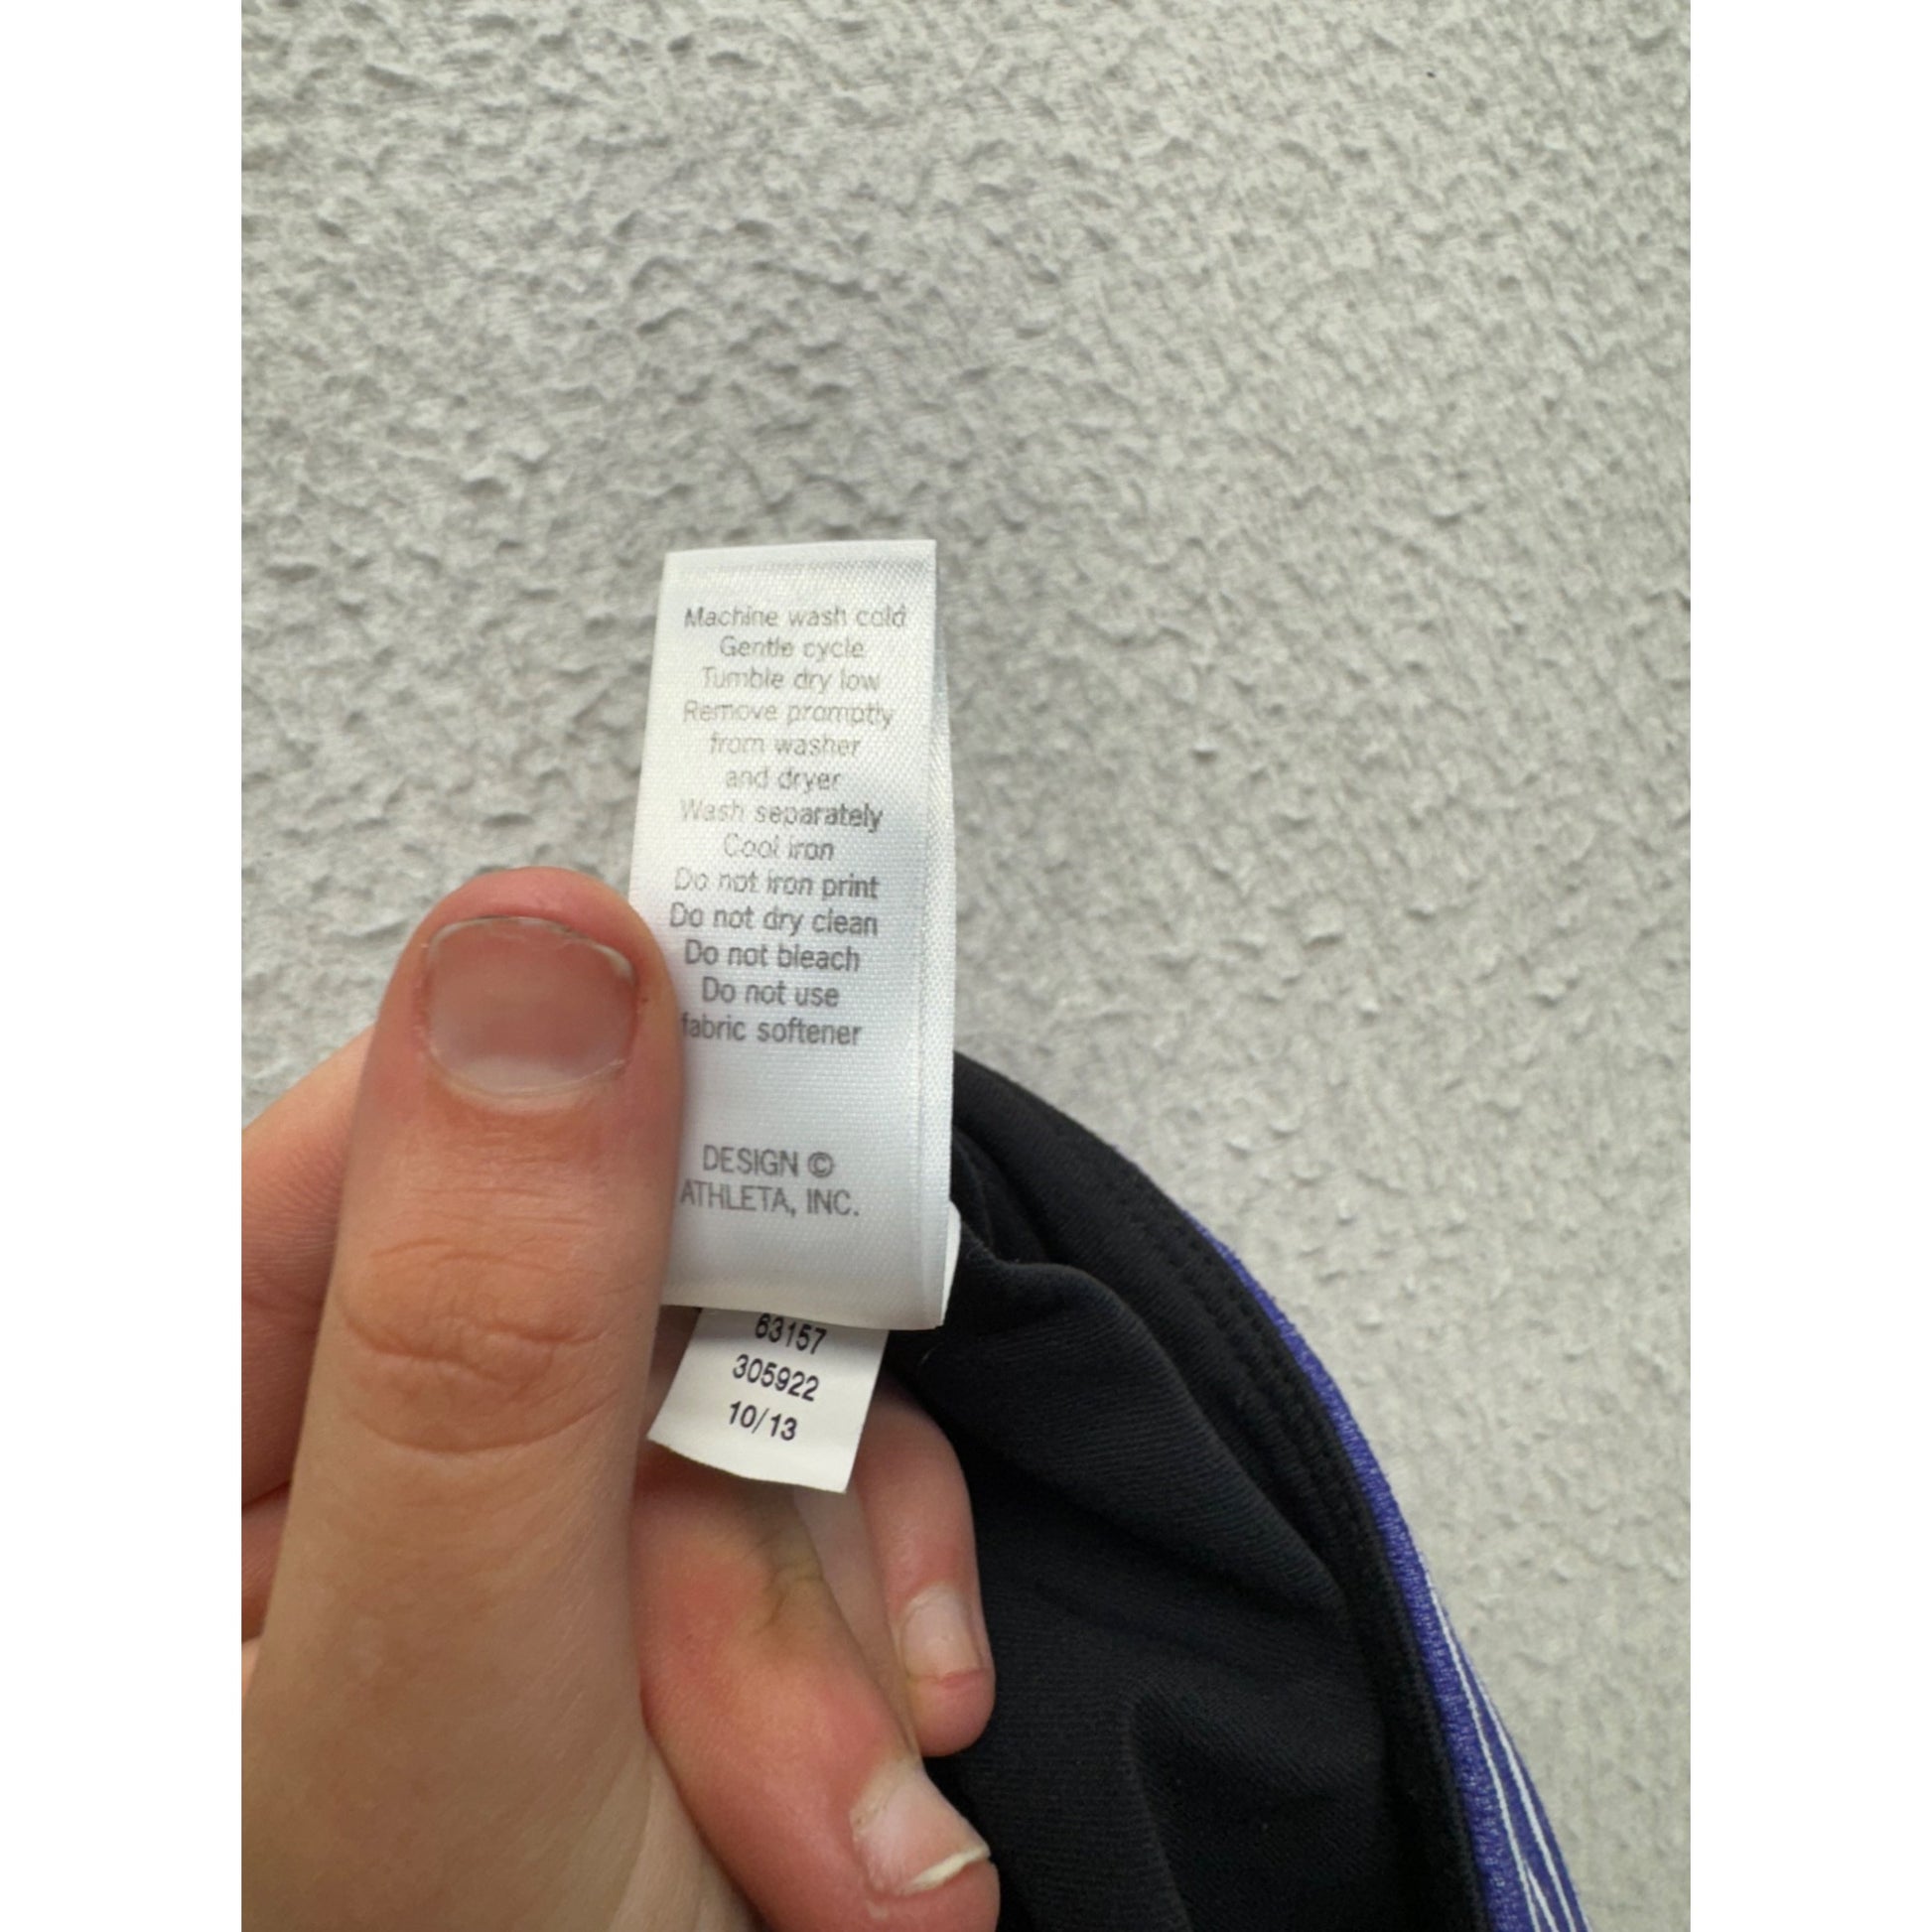 Machine wash cold
Gentle cycle
Tumble dry low
Remove promptly
from washer
and dryer
Wash separately
Cool iron
Do not iron print
Do not dry clean
Do not bleach
Do not use
fabric softener
DESIGN ©
ATHLETA, INC.
63157
305922
10/13